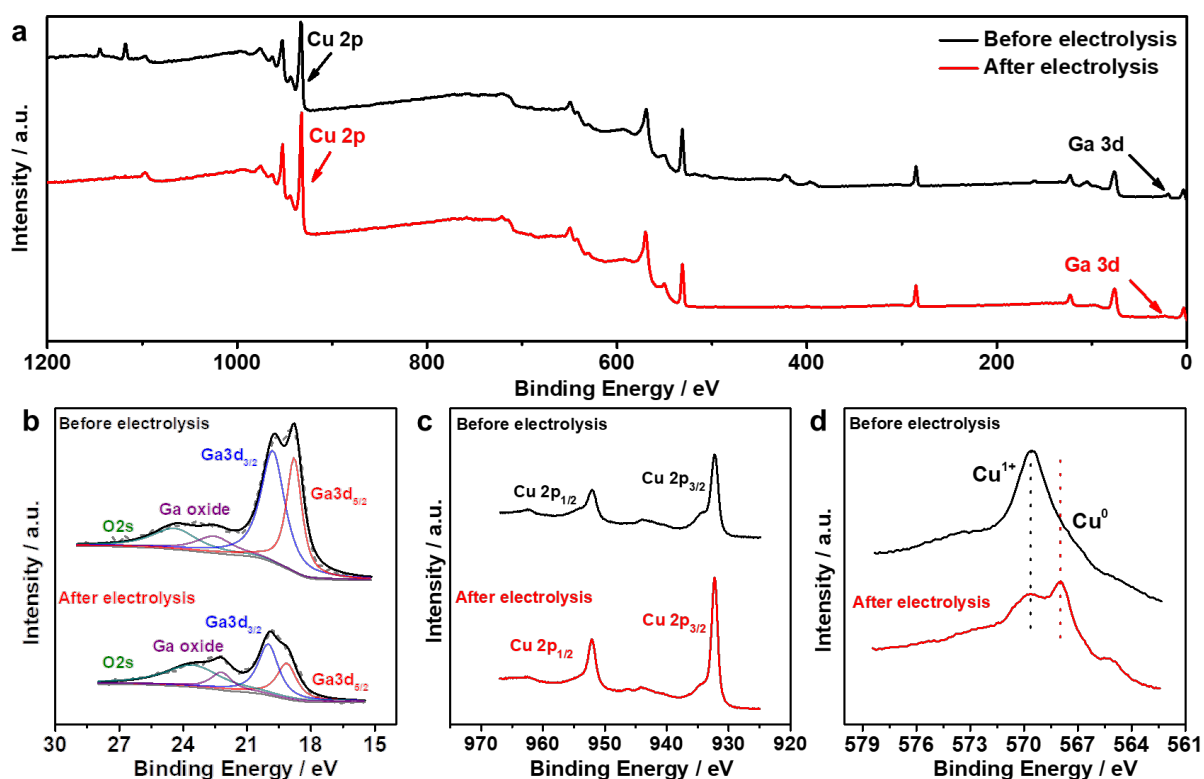 a
Cu 2p
Before electrolysis
After electrolysis
Cu 2p
Ga 3d
Ga 3d
Intensity / a.u.
1200 1000 800 600 400 200 0
Binding Energy / eV
b
Before electrolysis
Ga3d3/2
Ga3d5/2
Ga oxide
O2s
After electrolysis
Ga3d3/2
Ga oxide
O2s
Ga3d5/2
Intensity / a.u.
30 27 24 21 18 15
Binding Energy / eV
c
Before electrolysis
Cu 2p1/2
Cu 2p3/2
After electrolysis
Cu 2p1/2
Cu 2p3/2
Intensity / a.u.
970 960 950 940 930 920
Binding Energy / eV
d
Before electrolysis
Cu1+
Cu0
After electrolysis
Intensity / a.u.
579 576 573 570 567 564 561
Binding Energy / eV